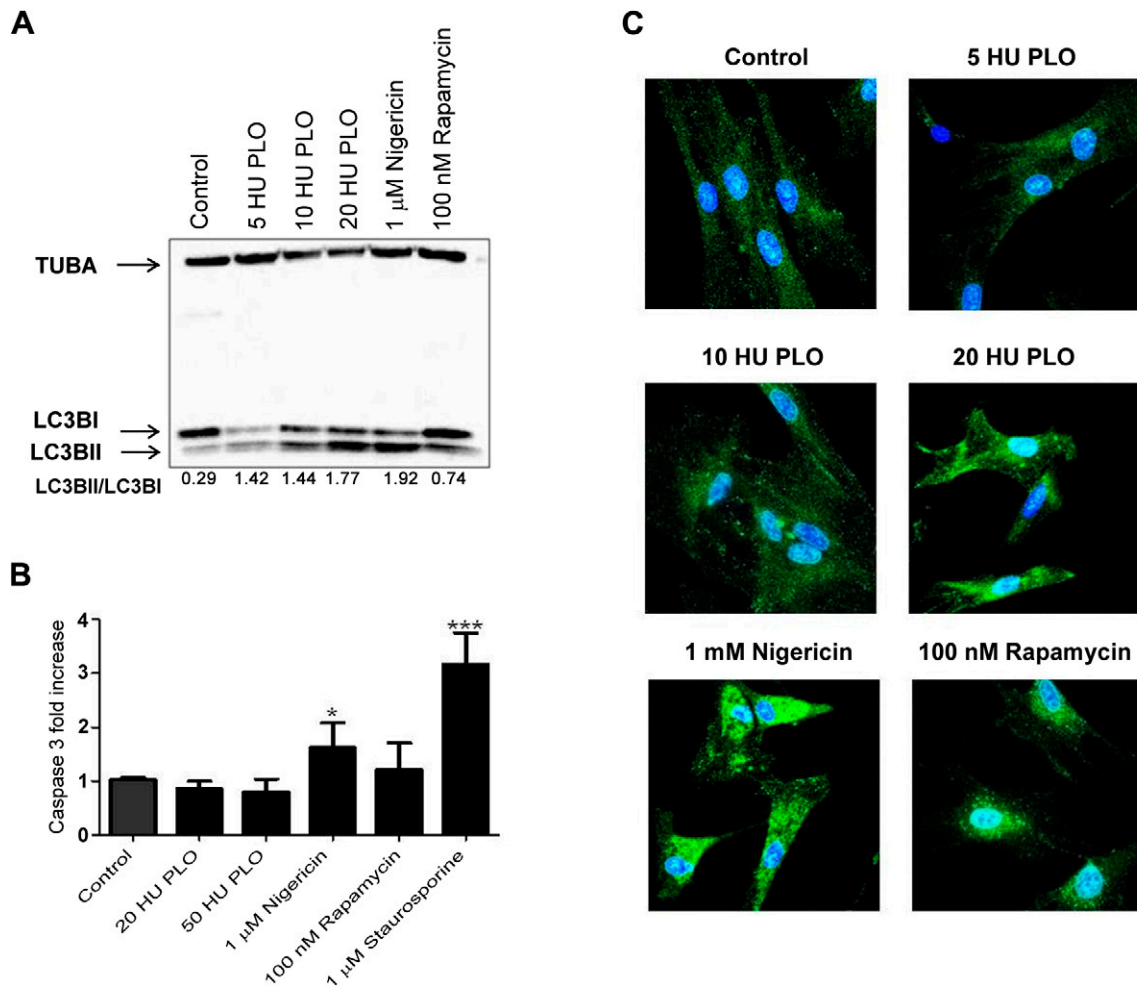 A
Control
5 HU PLO
10 HU PLO
20 HU PLO
1 µM Nigericin
100 nM Rapamycin
TUBA
LC3BI
LC3BII
LC3BII/LC3BI
0.29 1.42 1.44 1.77 1.92 0.74
B
Caspase 3 fold increase
4
3
2
1
0
*
***
Control
20 HU PLO
50 HU PLO
1 µM Nigericin
100 nM Rapamycin
1 µM Staurosporine
C
Control 5 HU PLO
10 HU PLO 20 HU PLO
1 mM Nigericin 100 nM Rapamycin